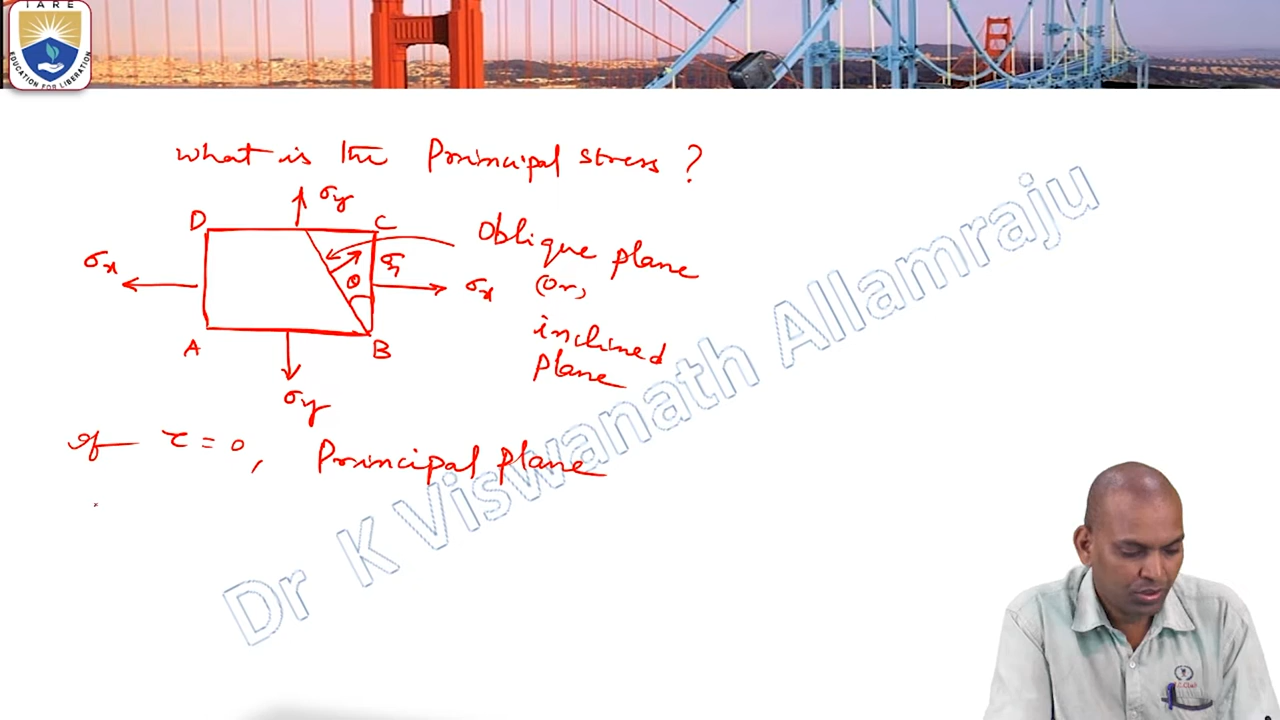 IARE
EDUCATION FOR LIBERATION
What is the Principal stress ?
σy
D
C
Oblique plane
σx
σ1
θ
σx
(or)
inclined
plane
A
B
σy
If τ = 0, Principal plane
Dr K Viswanath Allamraju